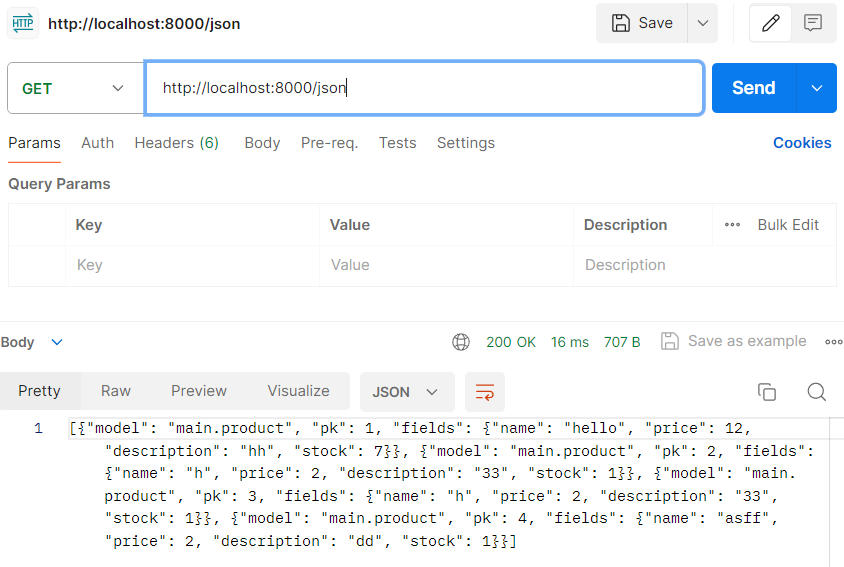 HTTP http://localhost:8000/json Save
GET http://localhost:8000/json Send
Params Auth Headers (6) Body Pre-req. Tests Settings Cookies
Query Params
Key Value Description ••• Bulk Edit
Key Value Description
Body 200 OK 16 ms 707 B Save as example
Pretty Raw Preview Visualize JSON
1 [{"model": "main.product", "pk": 1, "fields": {"name": "hello", "price": 12,
"description": "hh", "stock": 7}}, {"model": "main.product", "pk": 2, "fields":
{"name": "h", "price": 2, "description": "33", "stock": 1}}, {"model": "main.
product", "pk": 3, "fields": {"name": "h", "price": 2, "description": "33",
"stock": 1}}, {"model": "main.product", "pk": 4, "fields": {"name": "asff",
"price": 2, "description": "dd", "stock": 1}}]